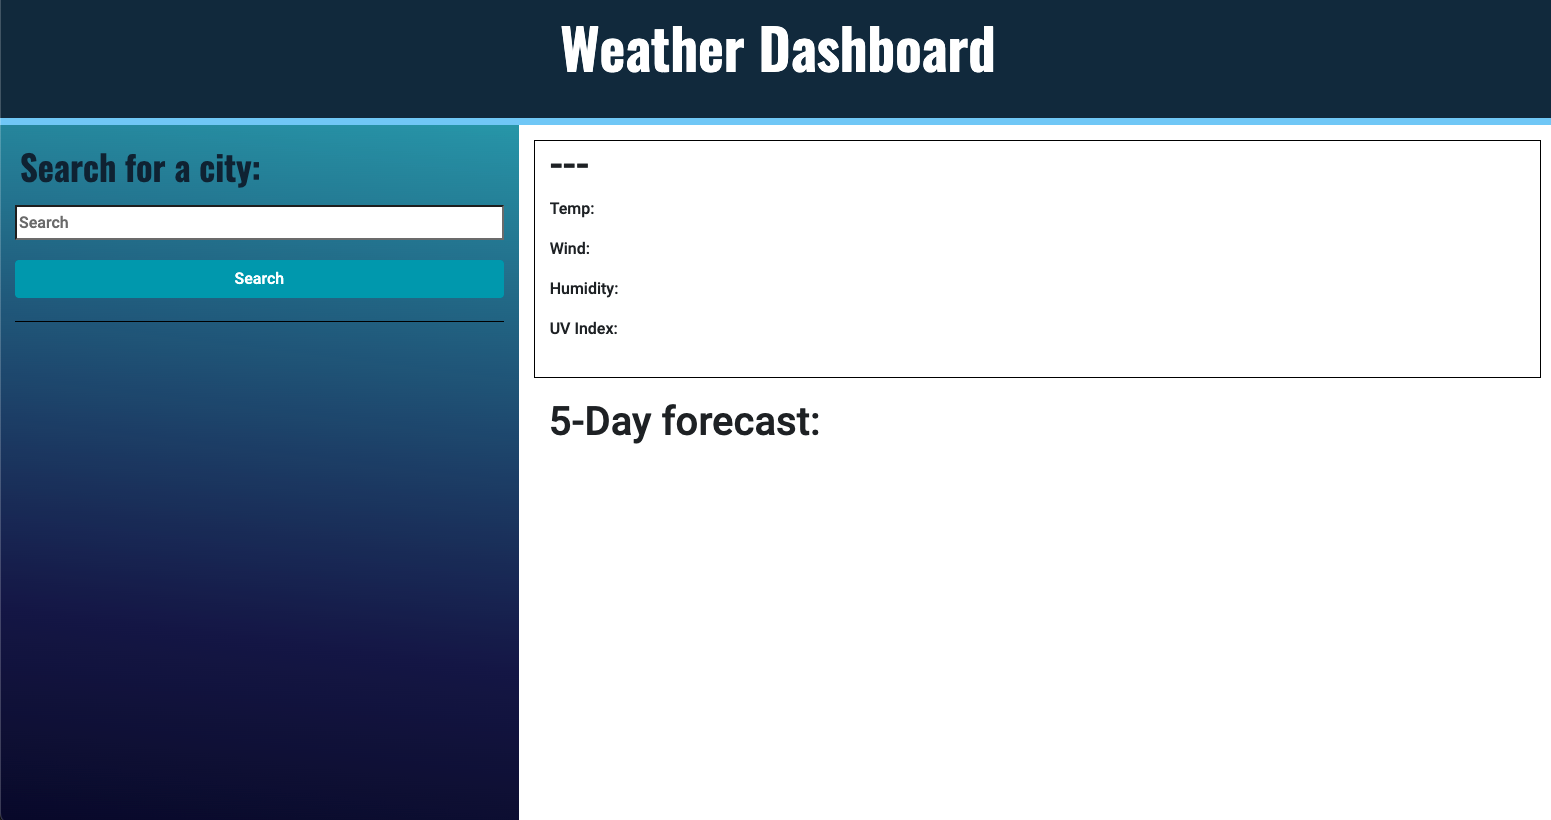 Weather Dashboard
Search for a city:
Search
Search
---
Temp:
Wind:
Humidity:
UV Index:
5-Day forecast: